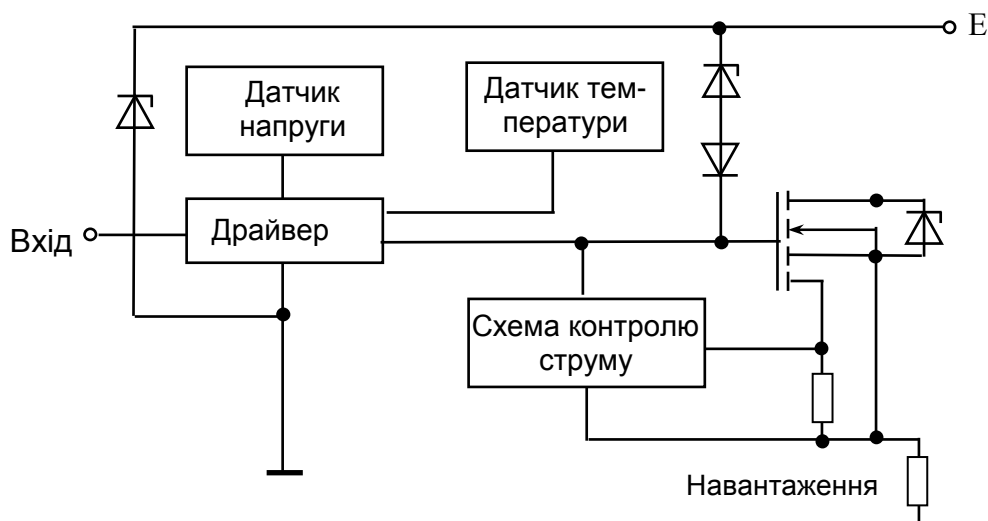 E
Датчик
напруги
Датчик тем-
ператури
Вхід
Драйвер
Схема контролю
струму
Навантаження